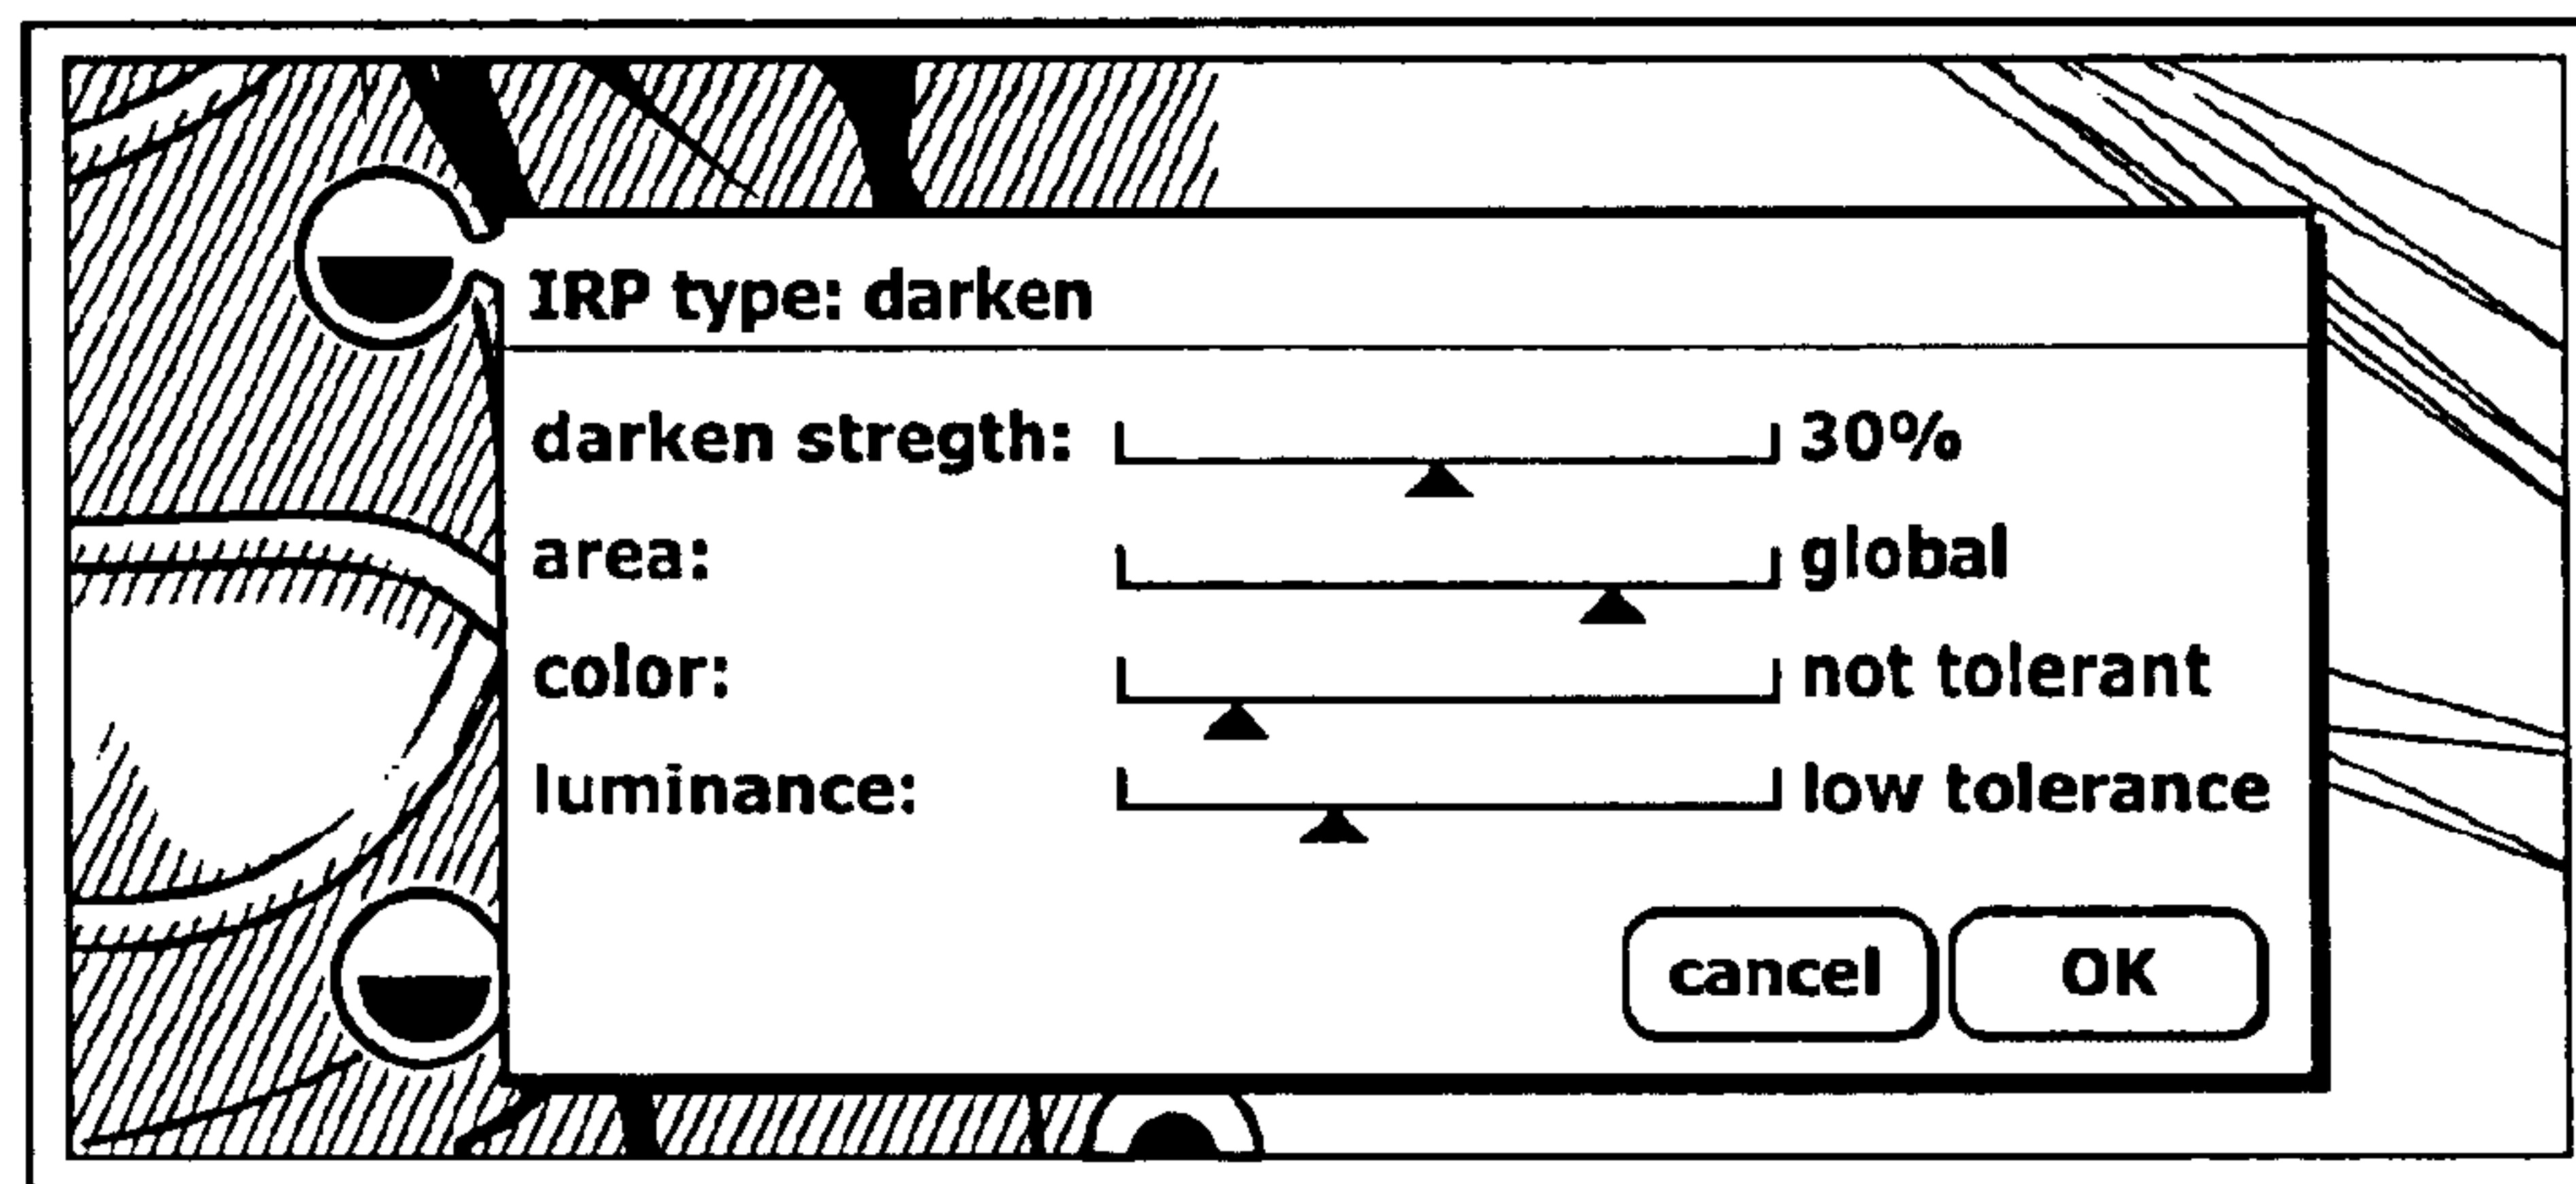 IRP type: darken
darken stregth: 30%
area: global
color: not tolerant
luminance: low tolerance
cancel OK